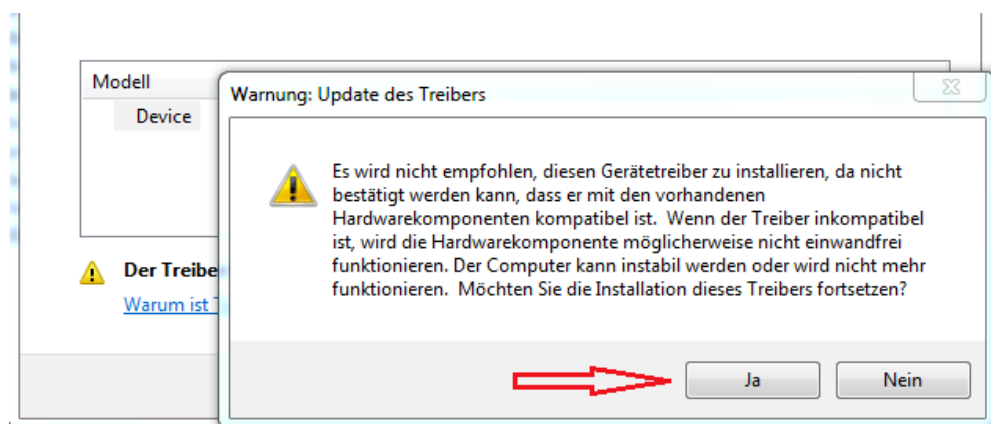 Modell
Device
Warnung: Update des Treibers
Es wird nicht empfohlen, diesen Gerätetreiber zu installieren, da nicht
bestätigt werden kann, dass er mit den vorhandenen
Hardwarekomponenten kompatibel ist.  Wenn der Treiber inkompatibel
ist, wird die Hardwarekomponente möglicherweise nicht einwandfrei
funktionieren. Der Computer kann instabil werden oder wird nicht mehr
funktionieren.  Möchten Sie die Installation dieses Treibers fortsetzen?
Der Treibe
Warum ist
Ja
Nein